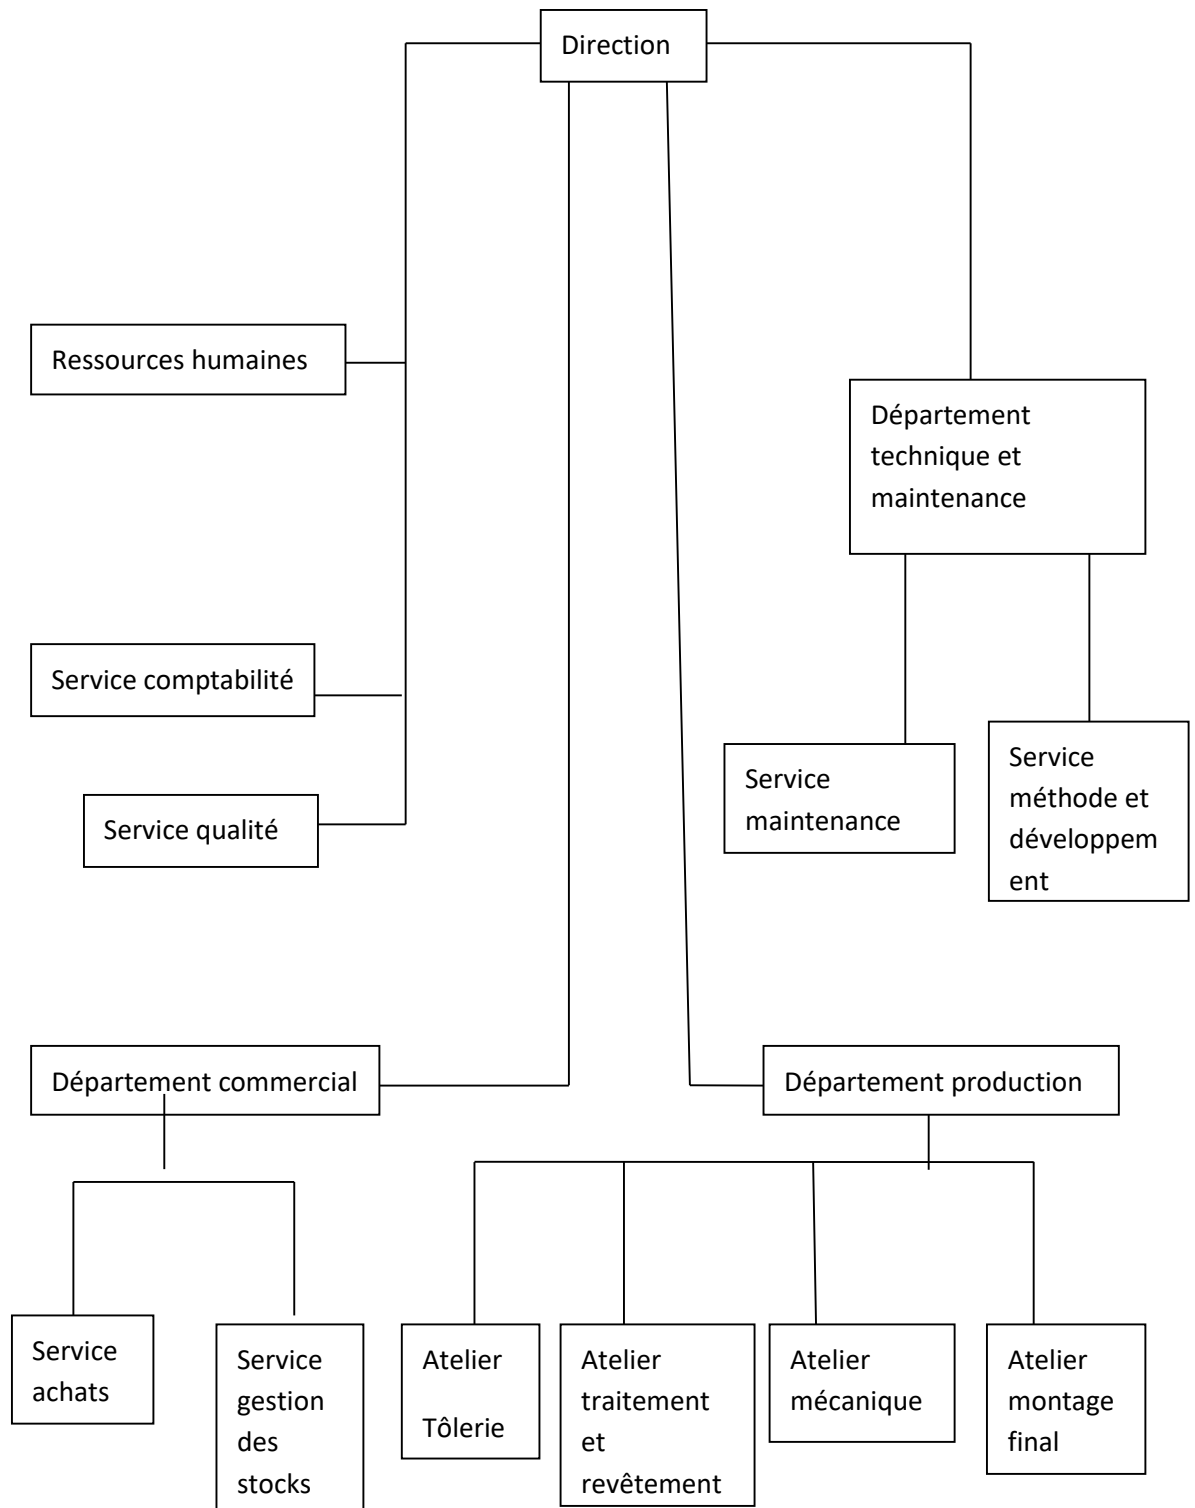 Direction
Ressources humaines
Département
technique et
maintenance
Service comptabilité
Service
maintenance
Service
méthode et
développem
ent
Service qualité
Département commercial
Département production
Service
achats
Service
gestion
des
stocks
Atelier
Tôlerie
Atelier
traitement
et
revêtement
Atelier
mécanique
Atelier
montage
final